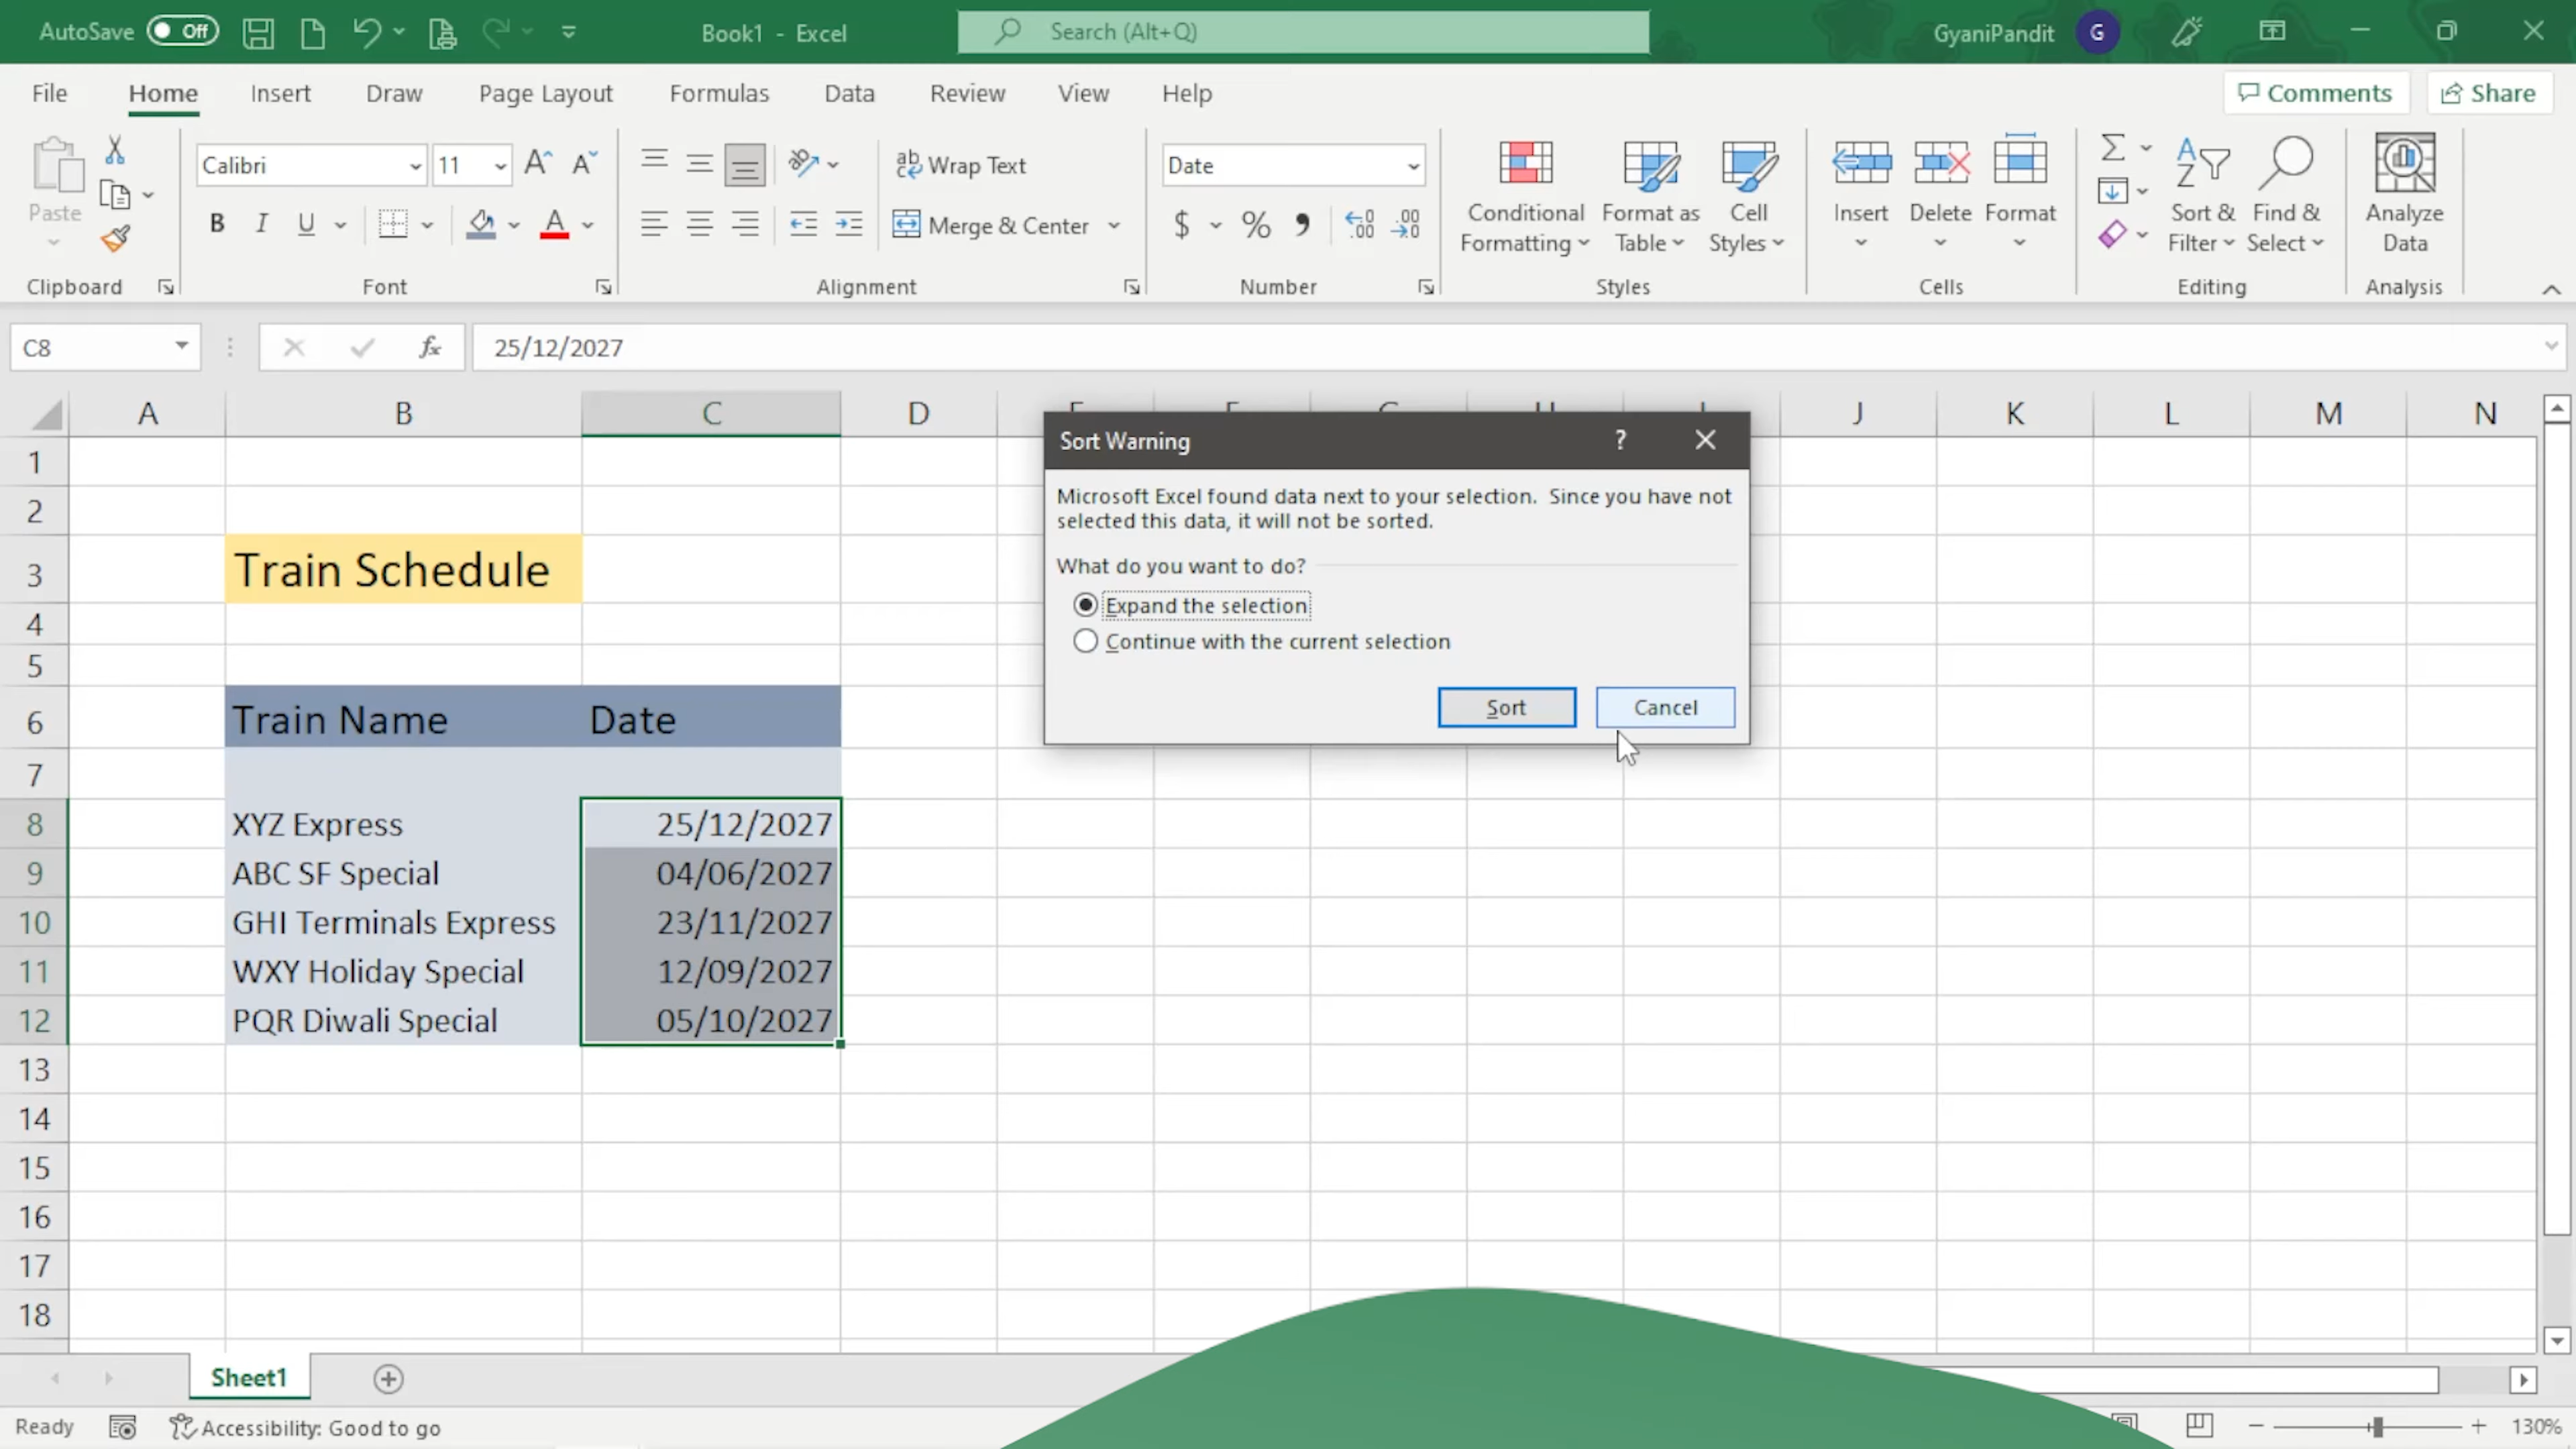 AutoSave Off Book1 - Excel Search (Alt+Q) GyaniPandit G
File Home Insert Draw Page Layout Formulas Data Review View Help Comments Share
Paste
Clipboard
Calibri 11
B I U A
Font
ab Wrap Text
Merge & Center
Alignment
Date
$ % , .00 .00
Number
Conditional Formatting
Format as Table
Cell Styles
Styles
Insert Delete Format
Cells
Sort & Filter
Find & Select
Editing
Analyze Data
Analysis
C8 fx 25/12/2027
A B C D J K L M N
1
2
3 Train Schedule
4
5
6 Train Name Date
7
8 XYZ Express 25/12/2027
9 ABC SF Special 04/06/2027
10 GHI Terminals Express 23/11/2027
11 WXY Holiday Special 12/09/2027
12 PQR Diwali Special 05/10/2027
13
14
15
16
17
18
Sort Warning ?
Microsoft Excel found data next to your selection. Since you have not
selected this data, it will not be sorted.
What do you want to do?
Expand the selection
Continue with the current selection
Sort Cancel
Sheet1
Ready Accessibility: Good to go 130%